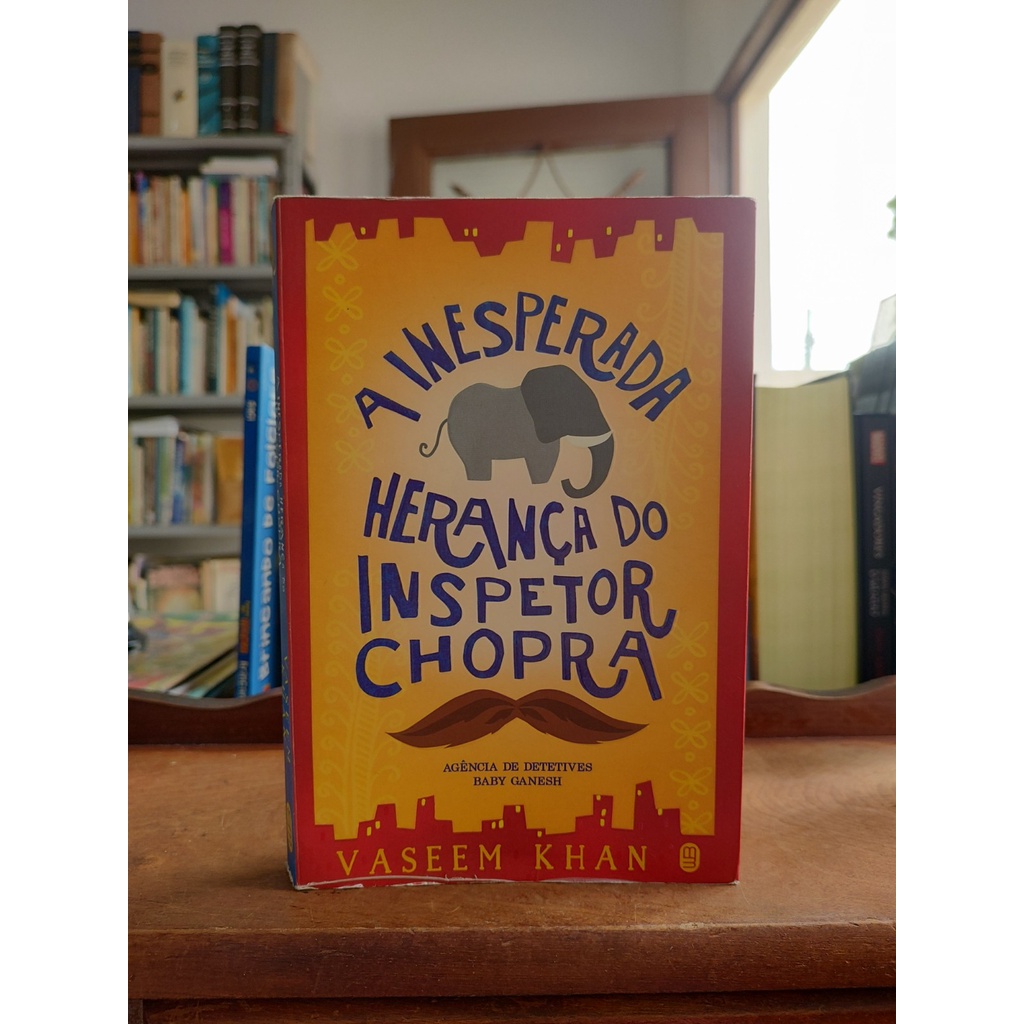 A INESPERADA
HERANÇA DO
INSPETOR
CHOPRA
AGÊNCIA DE DETETIVES
BABY GANESH
VASEEM KHAN